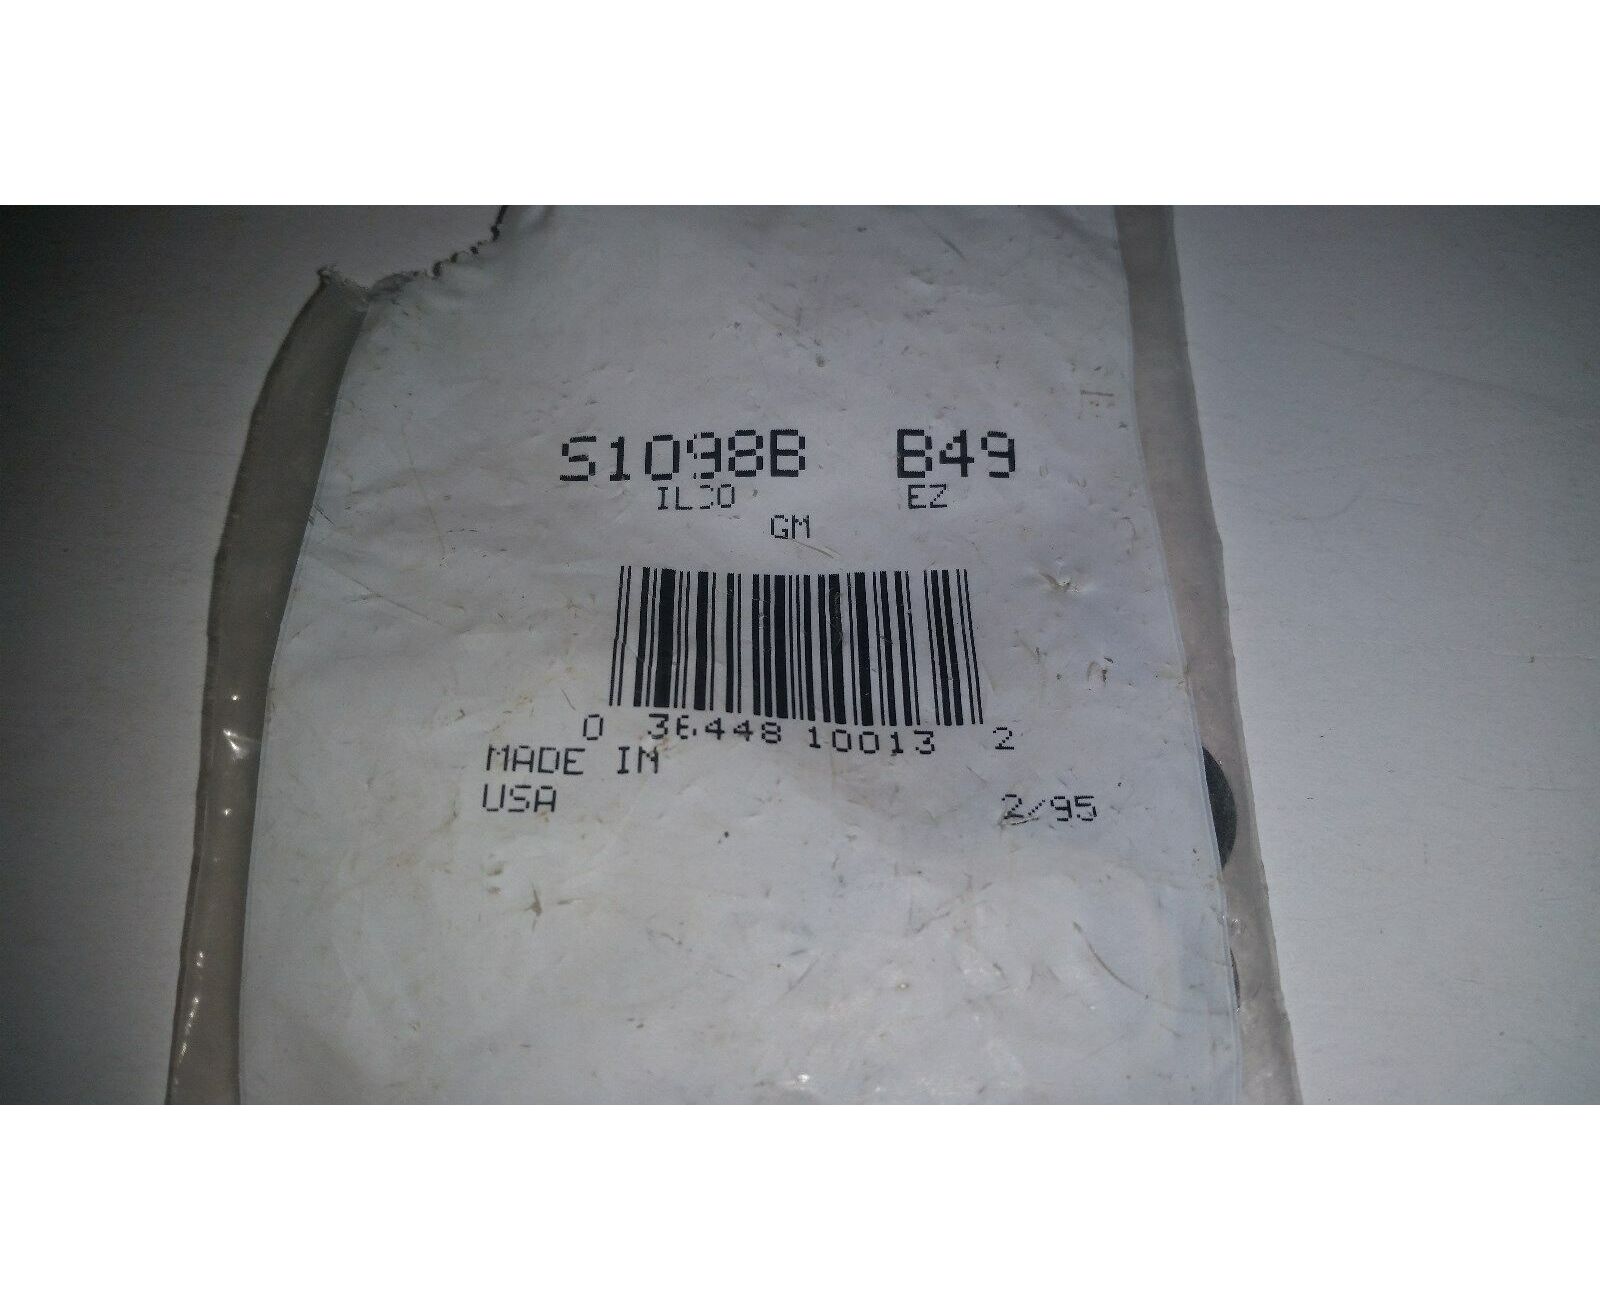 S1098B B49
ILCO EZ
GM
0 36448 10013 2
MADE IN
USA 2/95